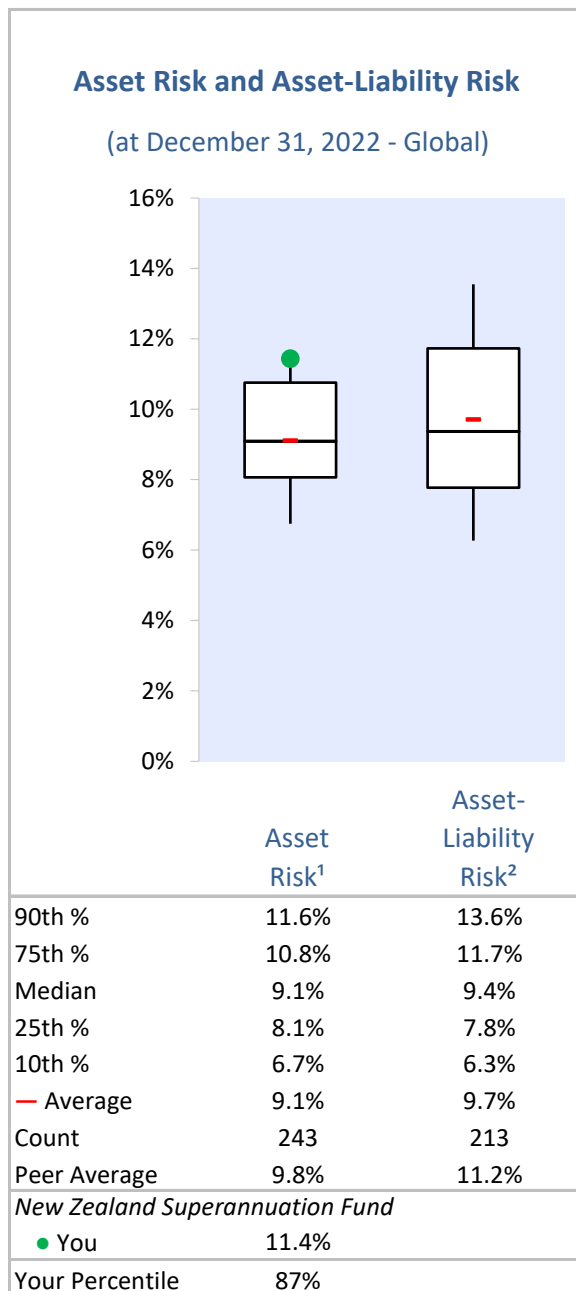 Asset Risk and Asset-Liability Risk
(at December 31, 2022 - Global)
16%
14%
12%
10%
8%
6%
4%
2%
0%
Asset
Risk¹
Asset-
Liability
Risk²
90th % 11.6% 13.6%
75th % 10.8% 11.7%
Median 9.1% 9.4%
25th % 8.1% 7.8%
10th % 6.7% 6.3%
Average 9.1% 9.7%
Count 243 213
Peer Average 9.8% 11.2%
New Zealand Superannuation Fund
You 11.4%
Your Percentile 87%